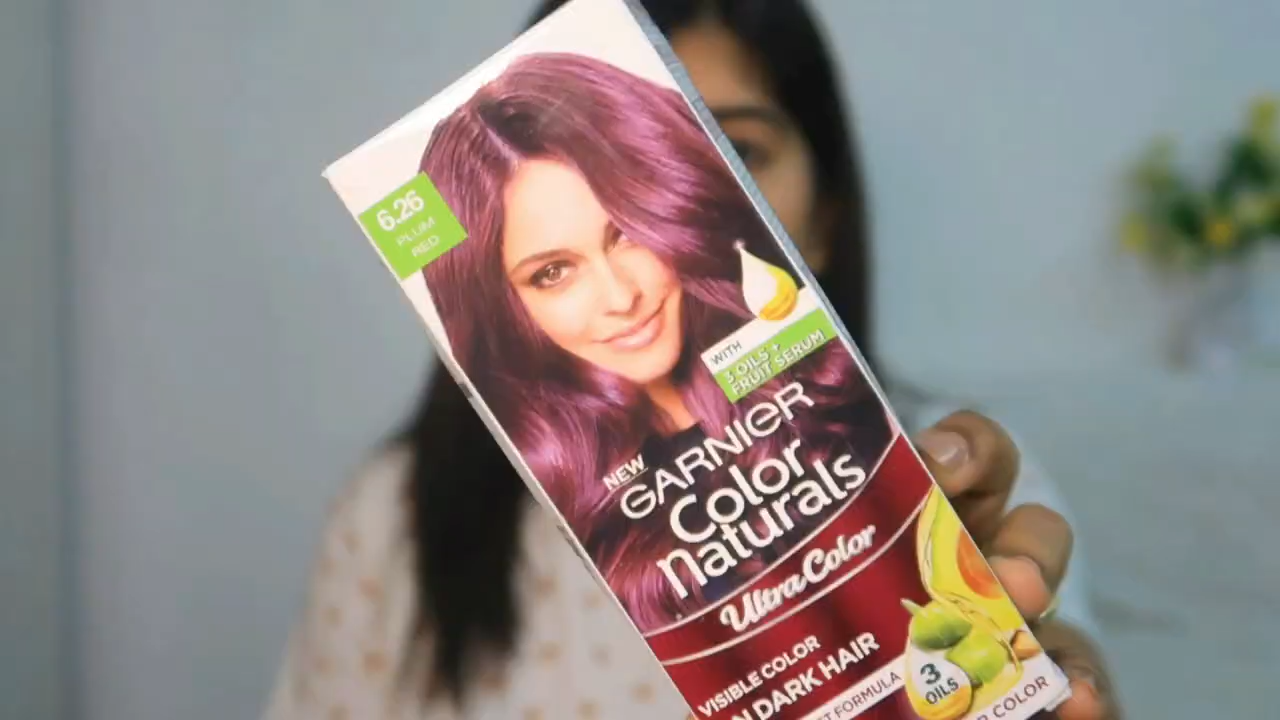 6.26
PLUM
RED
WITH
3 OILS +
FRUIT SERUM
NEW
GARNIER
Color
naturals
Ultra Color
VISIBLE COLOR
DARK HAIR
FORMULA
3
OILS
COLOR